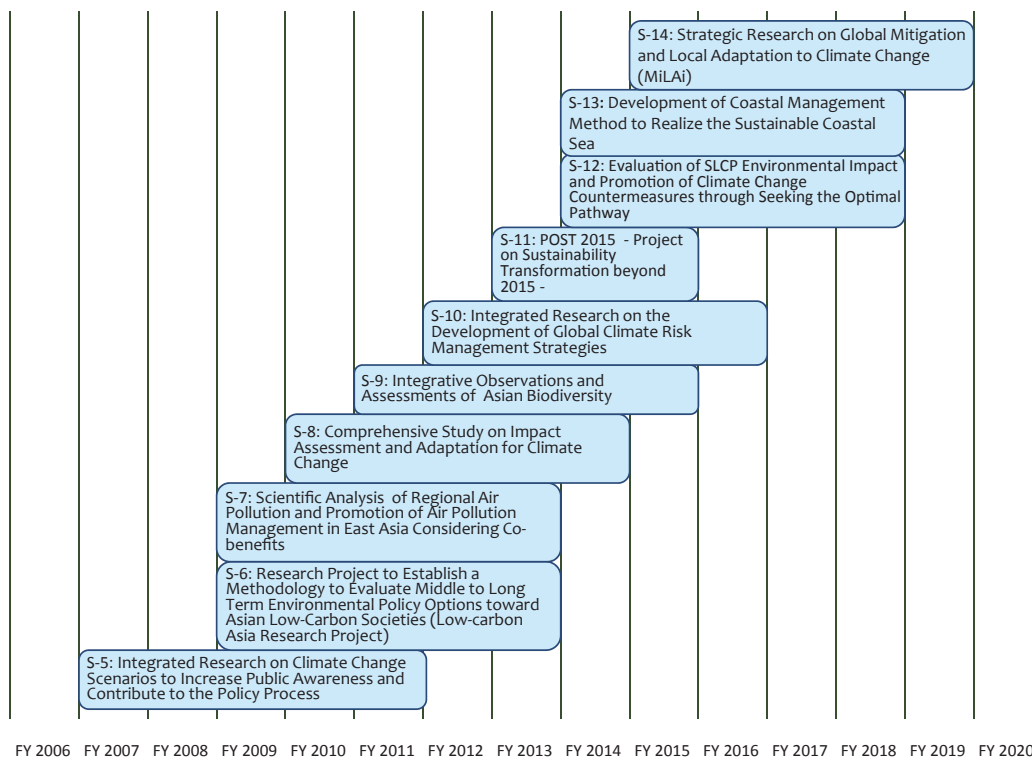 S-14: Strategic Research on Global Mitigation
and Local Adaptation to Climate Change
(MiLAi)
S-13: Development of Coastal Management
Method to Realize the Sustainable Coastal
Sea
S-12: Evaluation of SLCP Environmental Impact
and Promotion of Climate Change
Countermeasures through Seeking the Optimal
Pathway
S-11: POST 2015 - Project
on Sustainability
Transformation beyond
2015 -
S-10: Integrated Research on the
Development of Global Climate Risk
Management Strategies
S-9: Integrative Observations and
Assessments of Asian Biodiversity
S-8: Comprehensive Study on Impact
Assessment and Adaptation for Climate
Change
S-7: Scientific Analysis of Regional Air
Pollution and Promotion of Air Pollution
Management in East Asia Considering Co-
benefits
S-6: Research Project to Establish a
Methodology to Evaluate Middle to Long
Term Environmental Policy Options toward
Asian Low-Carbon Societies (Low-carbon
Asia Research Project)
S-5: Integrated Research on Climate Change
Scenarios to Increase Public Awareness and
Contribute to the Policy Process
FY 2006 FY 2007 FY 2008 FY 2009 FY 2010 FY 2011 FY 2012 FY 2013 FY 2014 FY 2015 FY 2016 FY 2017 FY 2018 FY 2019 FY 2020